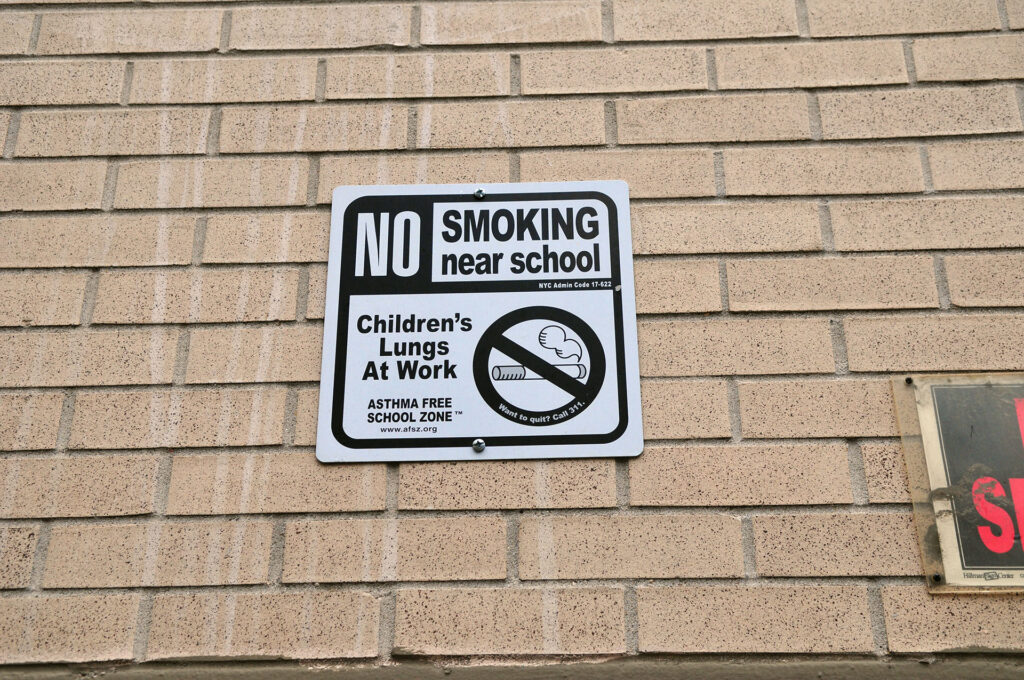 NO SMOKING
near school
NYC Admin Code 17-622
Children's
Lungs
At Work
ASTHMA FREE
SCHOOL ZONE™
www.afsz.org
Want to quit? Call 311.